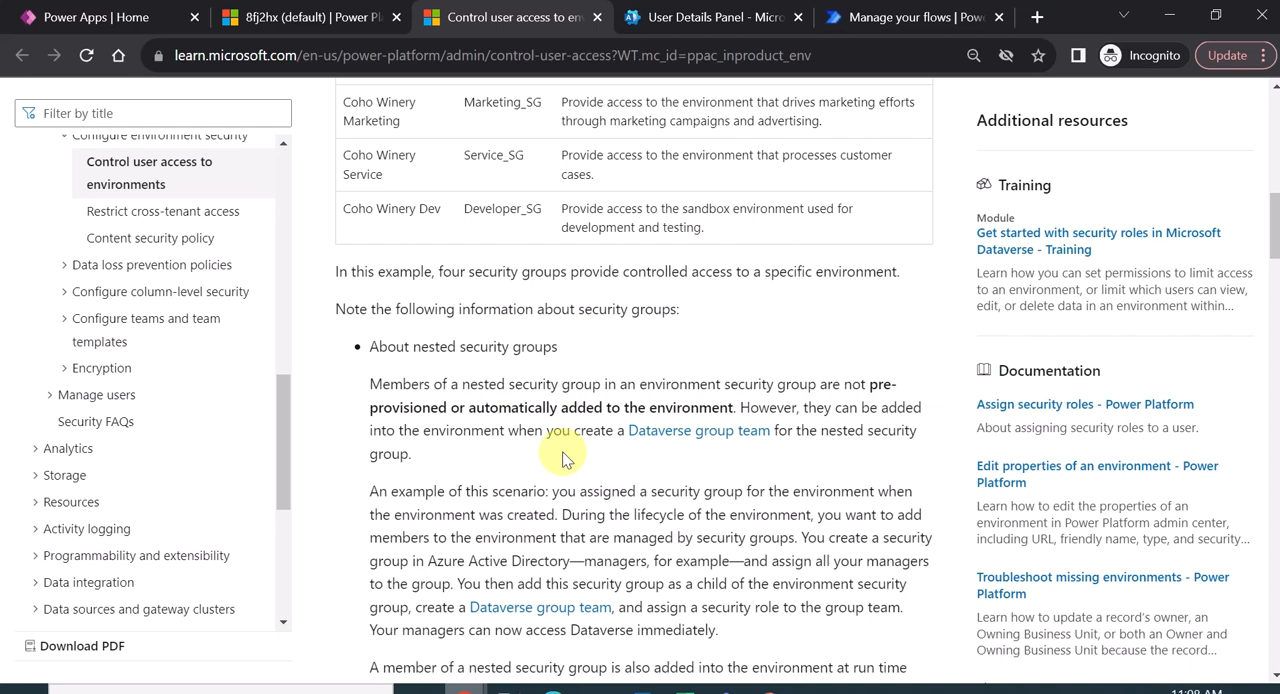 Power Apps | Home
8fj2hx (default) | Power Pl
Control user access to en
User Details Panel - Micro
Manage your flows | Pow
learn.microsoft.com/en-us/power-platform/admin/control-user-access?WT.mc_id=ppac_inproduct_env
Incognito
Update
Filter by title
Configure environment security
Control user access to
environments
Restrict cross-tenant access
Content security policy
Data loss prevention policies
Configure column-level security
Configure teams and team
templates
Encryption
Manage users
Security FAQs
Analytics
Storage
Resources
Activity logging
Programmability and extensibility
Data integration
Data sources and gateway clusters
Download PDF
Coho Winery Marketing_SG Provide access to the environment that drives marketing efforts
Marketing through marketing campaigns and advertising.
Coho Winery Service_SG Provide access to the environment that processes customer
Service cases.
Coho Winery Dev Developer_SG Provide access to the sandbox environment used for
development and testing.
In this example, four security groups provide controlled access to a specific environment.
Note the following information about security groups:
• About nested security groups
Members of a nested security group in an environment security group are not pre-
provisioned or automatically added to the environment. However, they can be added
into the environment when you create a Dataverse group team for the nested security
group.
An example of this scenario: you assigned a security group for the environment when
the environment was created. During the lifecycle of the environment, you want to add
members to the environment that are managed by security groups. You create a security
group in Azure Active Directory—managers, for example—and assign all your managers
to the group. You then add this security group as a child of the environment security
group, create a Dataverse group team, and assign a security role to the group team.
Your managers can now access Dataverse immediately.
A member of a nested security group is also added into the environment at run time
Additional resources
Training
Module
Get started with security roles in Microsoft
Dataverse - Training
Learn how you can set permissions to limit access
to an environment, or limit which users can view,
edit, or delete data in an environment within...
Documentation
Assign security roles - Power Platform
About assigning security roles to a user.
Edit properties of an environment - Power
Platform
Learn how to edit the properties of an
environment in Power Platform admin center,
including URL, friendly name, type, and security...
Troubleshoot missing environments - Power
Platform
Learn how to update a record's owner, an
Owning Business Unit, or both an Owner and
Owning Business Unit because the record...
11:08 AM